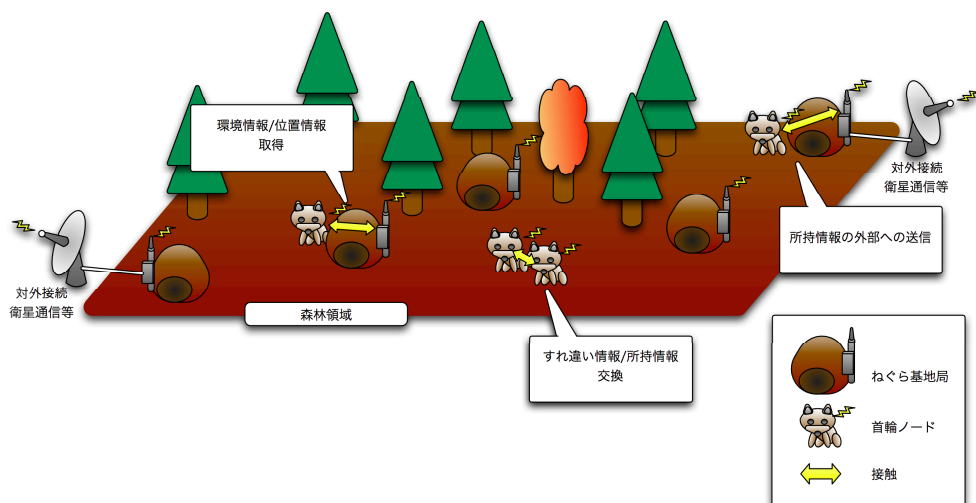 環境情報/位置情報
取得
対外接続
衛星通信等
所持情報の外部への送信
対外接続
衛星通信等
森林領域
すれ違い情報/所持情報
交換
ねぐら基地局
首輪ノード
接触